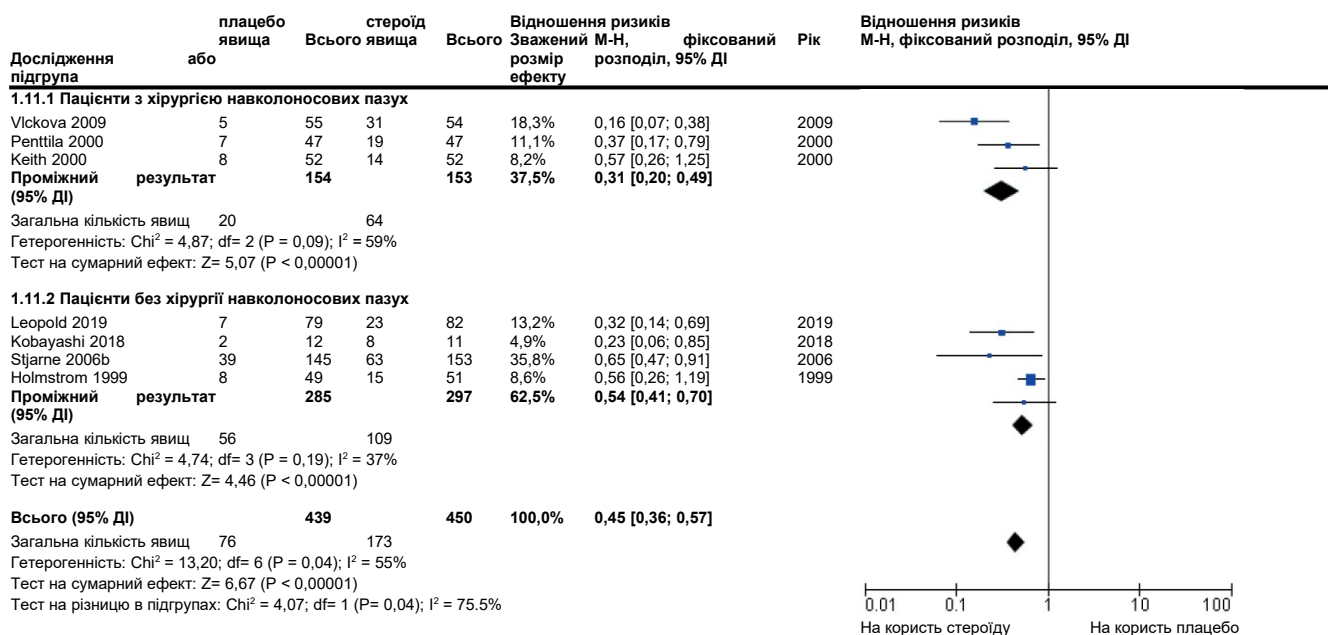 плацебо стероїд Відношення ризиків Відношення ризиків
явища Всього явища Всього Зважений М-Н, фіксований Рік М-Н, фіксований розподіл, 95% ДІ
Дослідження або розмір розподіл, 95% ДІ
підгрупа ефекту
1.11.1 Пацієнти з хірургією навколоносових пазух
Vlckova 2009 5 55 31 54 18,3% 0,16 [0,07; 0,38] 2009
Penttila 2000 7 47 19 47 11,1% 0,37 [0,17; 0,79] 2000
Keith 2000 8 52 14 52 8,2% 0,57 [0,26; 1,25] 2000
Проміжний результат 154 153 37,5% 0,31 [0,20; 0,49]
(95% ДІ)
Загальна кількість явищ 20 64
Гетерогенність: Chi² = 4,87; df= 2 (P = 0,09); I² = 59%
Тест на сумарний ефект: Z= 5,07 (P < 0,00001)
1.11.2 Пацієнти без хірургії навколоносових пазух
Leopold 2019 7 79 23 82 13,2% 0,32 [0,14; 0,69] 2019
Kobayashi 2018 2 12 8 11 4,9% 0,23 [0,06; 0,85] 2018
Stjarne 2006b 39 145 63 153 35,8% 0,65 [0,47; 0,91] 2006
Holmstrom 1999 8 49 15 51 8,6% 0,56 [0,26; 1,19] 1999
Проміжний результат 285 297 62,5% 0,54 [0,41; 0,70]
(95% ДІ)
Загальна кількість явищ 56 109
Гетерогенність: Chi² = 4,74; df= 3 (P = 0,19); I² = 37%
Тест на сумарний ефект: Z= 4,46 (P < 0,00001)
Всього (95% ДІ) 439 450 100,0% 0,45 [0,36; 0,57]
Загальна кількість явищ 76 173
Гетерогенність: Chi² = 13,20; df= 6 (P = 0,04); I² = 55%
Тест на сумарний ефект: Z= 6,67 (P < 0,00001)
Тест на різницю в підгрупах: Chi² = 4,07; df= 1 (P= 0,04); I² = 75.5%
0.01 0.1 1 10 100
На користь стероїду На користь плацебо